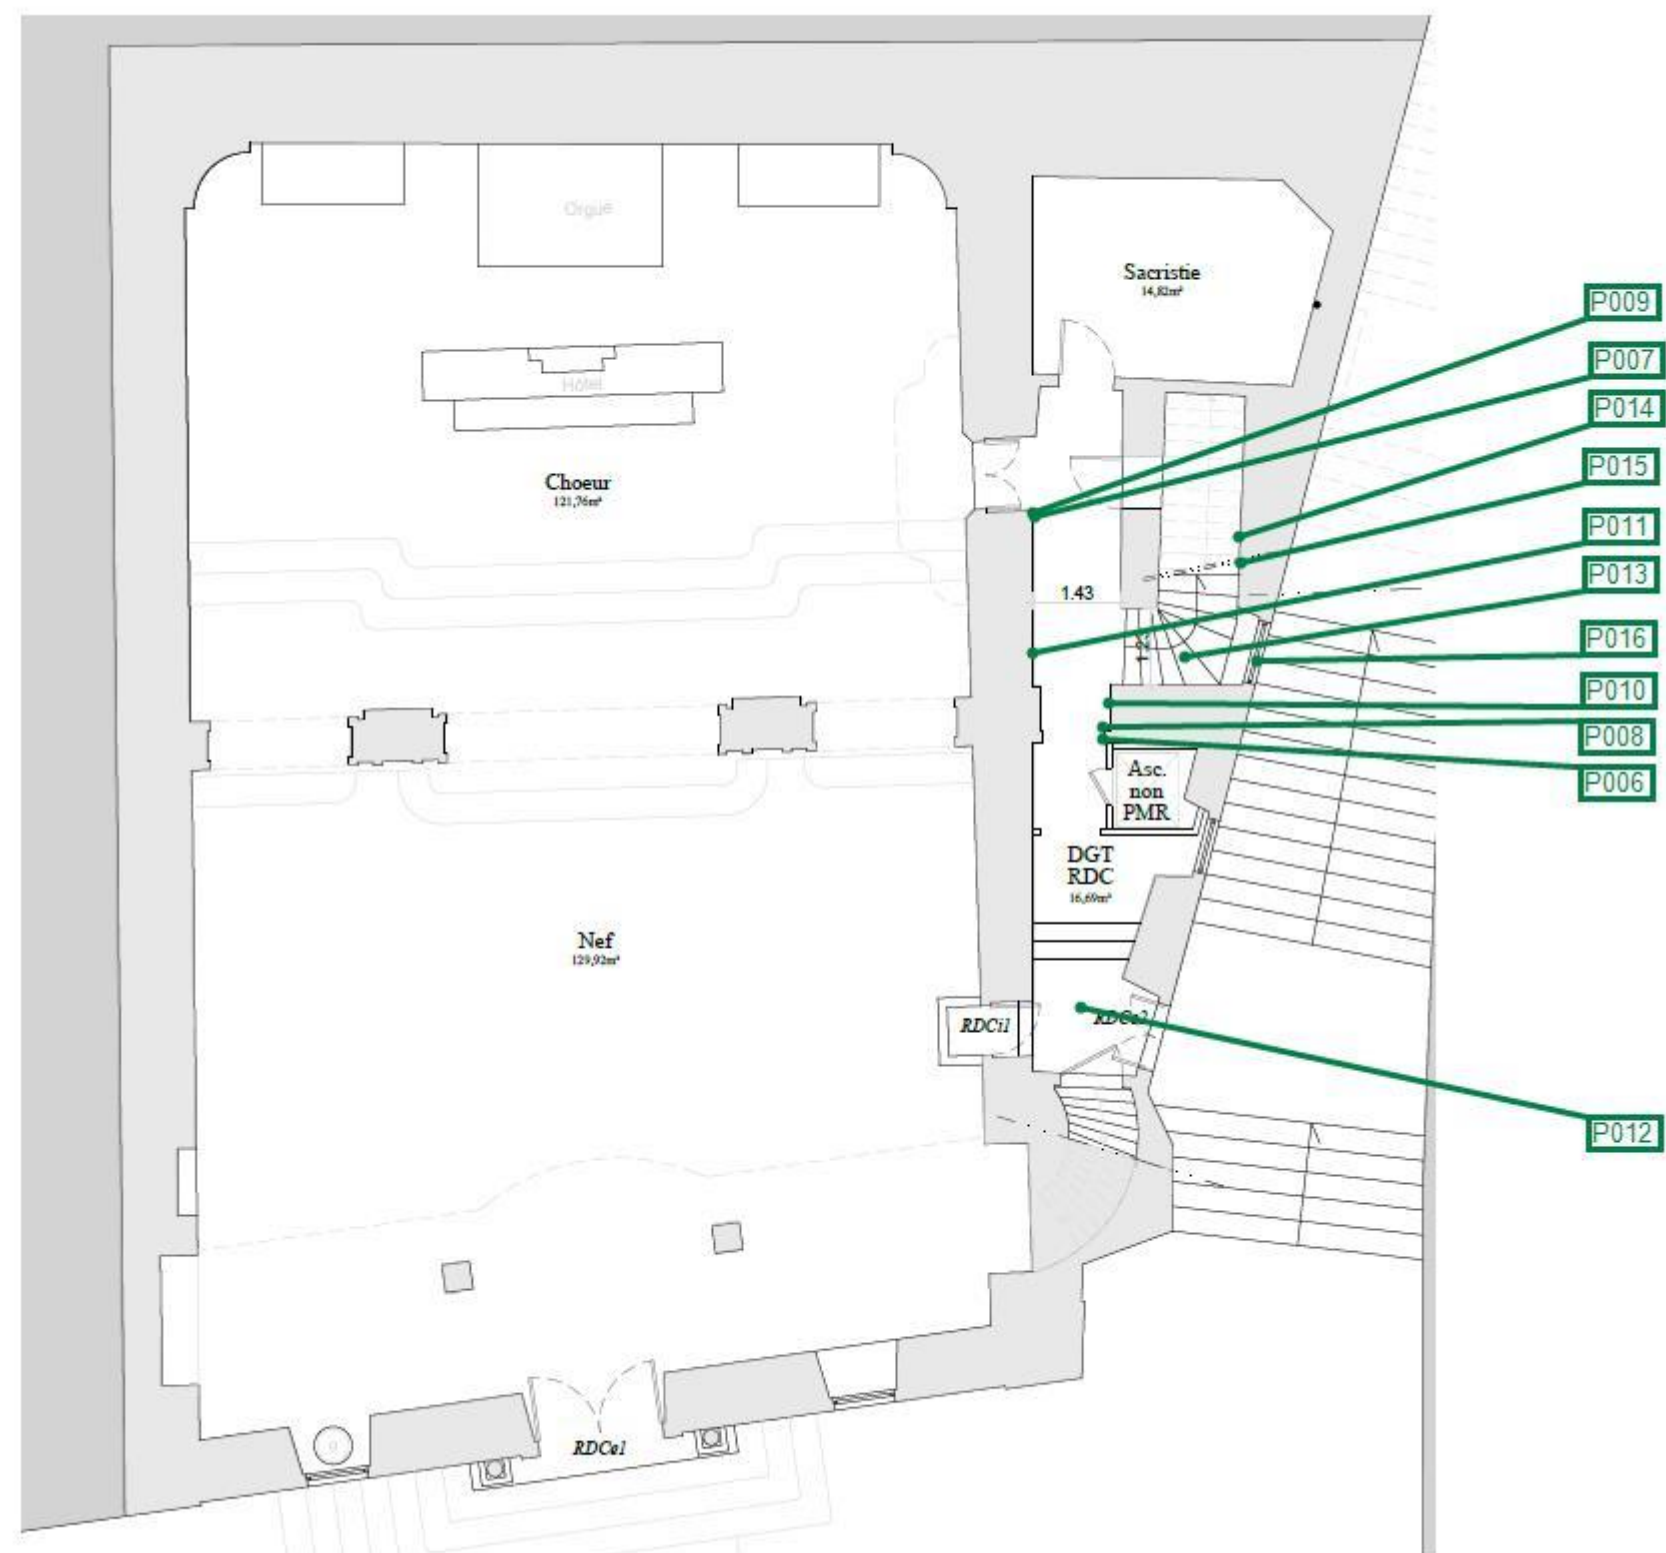 Orgue
Sacristie
14,82m²
P009
P007
Hôtel
P014
P015
Choeur
121,76m²
P011
P013
1.43
P016
P010
P008
P006
Asc.
non
PMR
DGT
RDC
16,69m²
Nef
129,92m²
RDCi1
RDCe2
P012
RDCe1